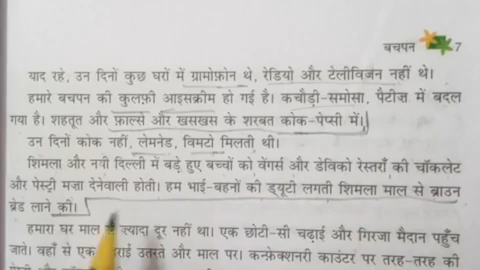 बचपन 7
याद रहे, उन दिनों कुछ घरों में ग्रामोफ़ोन थे, रेडियो और टेलीविज़न नहीं थे।
हमारे बचपन की कुलफ़ी आइसक्रीम हो गई है। कचौड़ी-समोसा, पैटीज़ में बदल
गया है। शहतूत और फ़ाल्से और खसखस के शरबत कोक-पेप्सी में।
उन दिनों कोक नहीं, लेमनेड, विमटो मिलती थी।
शिमला और नयी दिल्ली में बड़े हुए बच्चों को वेंगर्स और डेविको रेस्तराँ की चॉकलेट
और पेस्ट्री मज़ा देनेवाली होती। हम भाई-बहनों की ड्यूटी लगती शिमला माल से ब्राउन
ब्रेड लाने की।
हमारा घर माल ज़्यादा दूर नहीं था। एक छोटी-सी चढ़ाई और गिरजा मैदान पहुँच
जाते। वहाँ से एक उतरते और माल पर। कन्फ़ेक्शनरी काउंटर पर तरह-तरह की